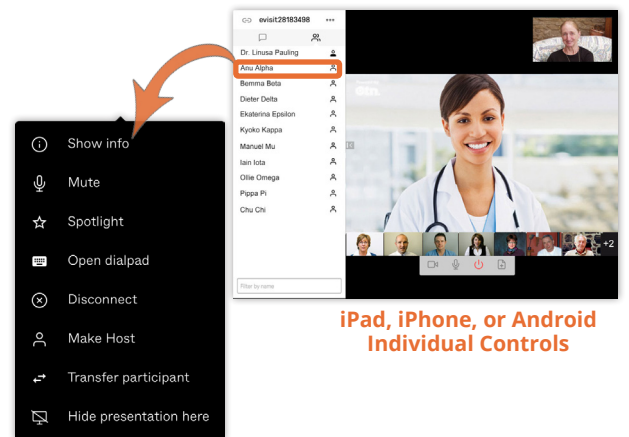 evisit28183498
Dr. Linusa Pauling
Anu Alpha
Bemma Beta
Dieter Delta
Ekaterina Epsilon
Kyoko Kappa
Manuel Mu
Iain Iota
Ollie Omega
Pippa Pi
Chu Chi
Filter by name
otn.
+2
Show info
Mute
Spotlight
Open dialpad
Disconnect
Make Host
Transfer participant
Hide presentation here
iPad, iPhone, or Android
Individual Controls